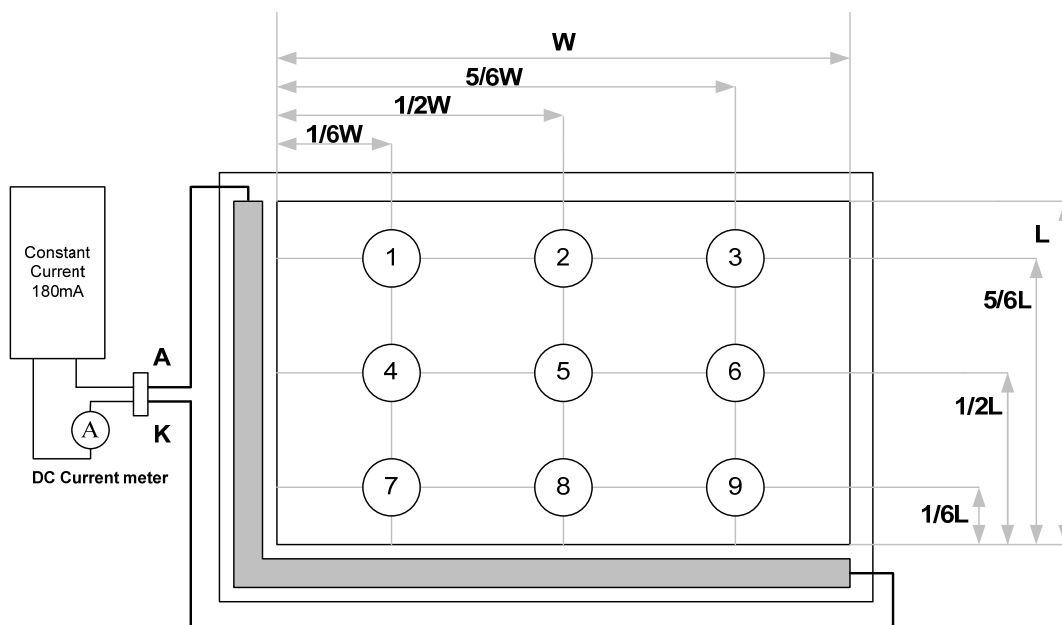 W
5/6W
1/2W
1/6W
L
Constant
Current
180mA
1
2
3
5/6L
A
4
5
6
1/2L
A
K
DC Current meter
7
8
9
1/6L